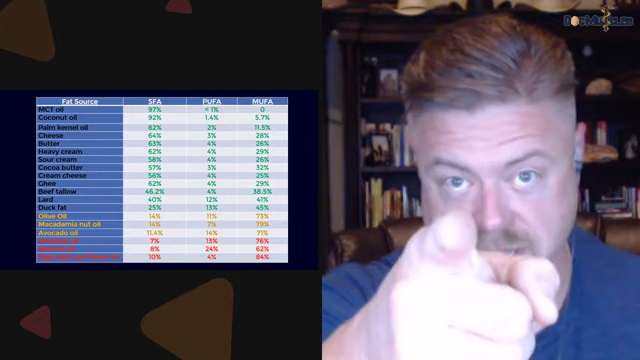 Fat Source SFA PUFA MUFA
MCT oil 97% < 1% 0
Coconut oil 92% 1.4% 5.7%
Palm kernel oil 82% 2% 11.5%
Cheese 64% 3% 28%
Butter 63% 4% 26%
Heavy cream 62% 4% 29%
Sour cream 58% 4% 26%
Cocoa butter 57% 3% 32%
Cream cheese 56% 4% 25%
Ghee 62% 4% 29%
Beef tallow 46.2% 4% 38.5%
Lard 40% 12% 41%
Duck fat 25% 13% 45%
Olive Oil 14% 11% 73%
Macadamia nut oil 14% 7% 79%
Avocado oil 11.4% 14% 71%
7% 13% 76%
8% 24% 62%
10% 4% 84%